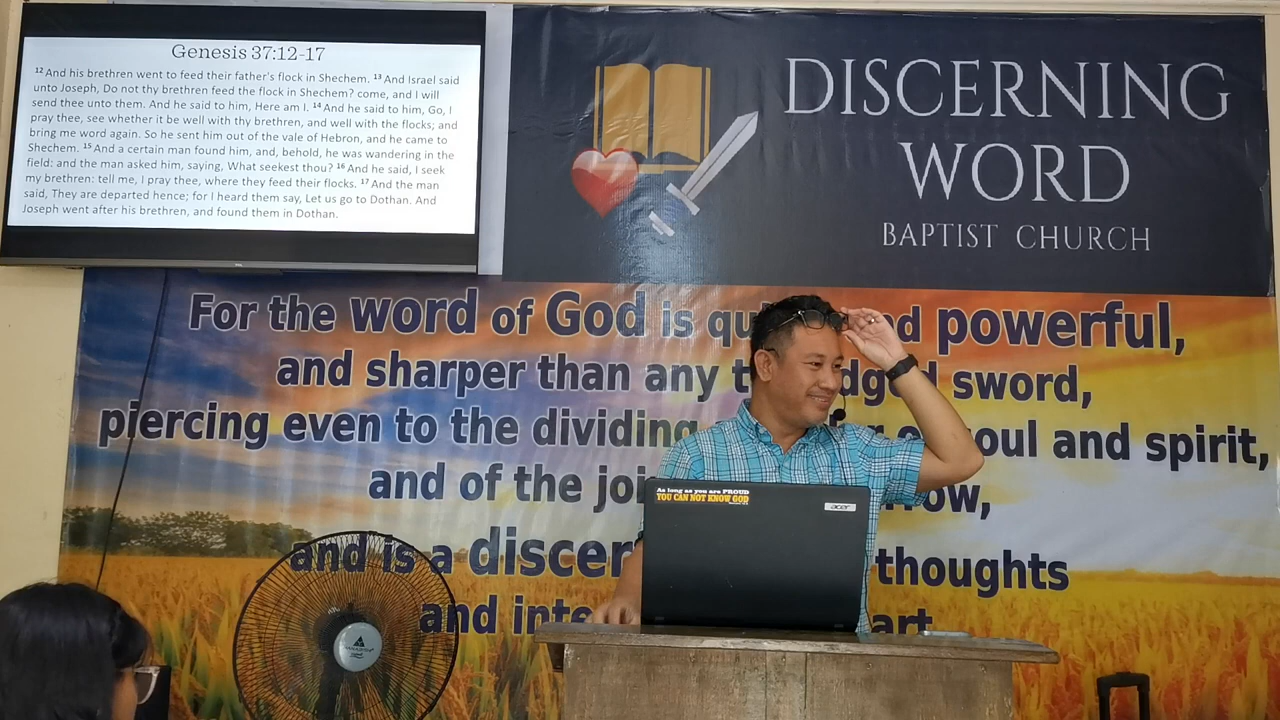 Genesis 37:12-17
12 And his brethren went to feed their father's flock in Shechem. 13 And Israel said
unto Joseph, Do not thy brethren feed the flock in Shechem? come, and I will
send thee unto them. And he said to him, Here am I. 14 And he said to him, Go, I
pray thee, see whether it be well with thy brethren, and well with the flocks; and
bring me word again. So he sent him out of the vale of Hebron, and he came to
Shechem. 15 And a certain man found him, and, behold, he was wandering in the
field: and the man asked him, saying, What seekest thou? 16 And he said, I seek
my brethren: tell me, I pray thee, where they feed their flocks. 17 And the man
said, They are departed hence; for I heard them say, Let us go to Dothan. And
Joseph went after his brethren, and found them in Dothan.
DISCERNING
WORD
BAPTIST CHURCH
For the word of God is powerful,
and sharper than any sword,
piercing even to the dividing soul and spirit,
and of the
and is a thoughts
and
As long as you are PROUD
YOU CAN NOT KNOW GOD
acer